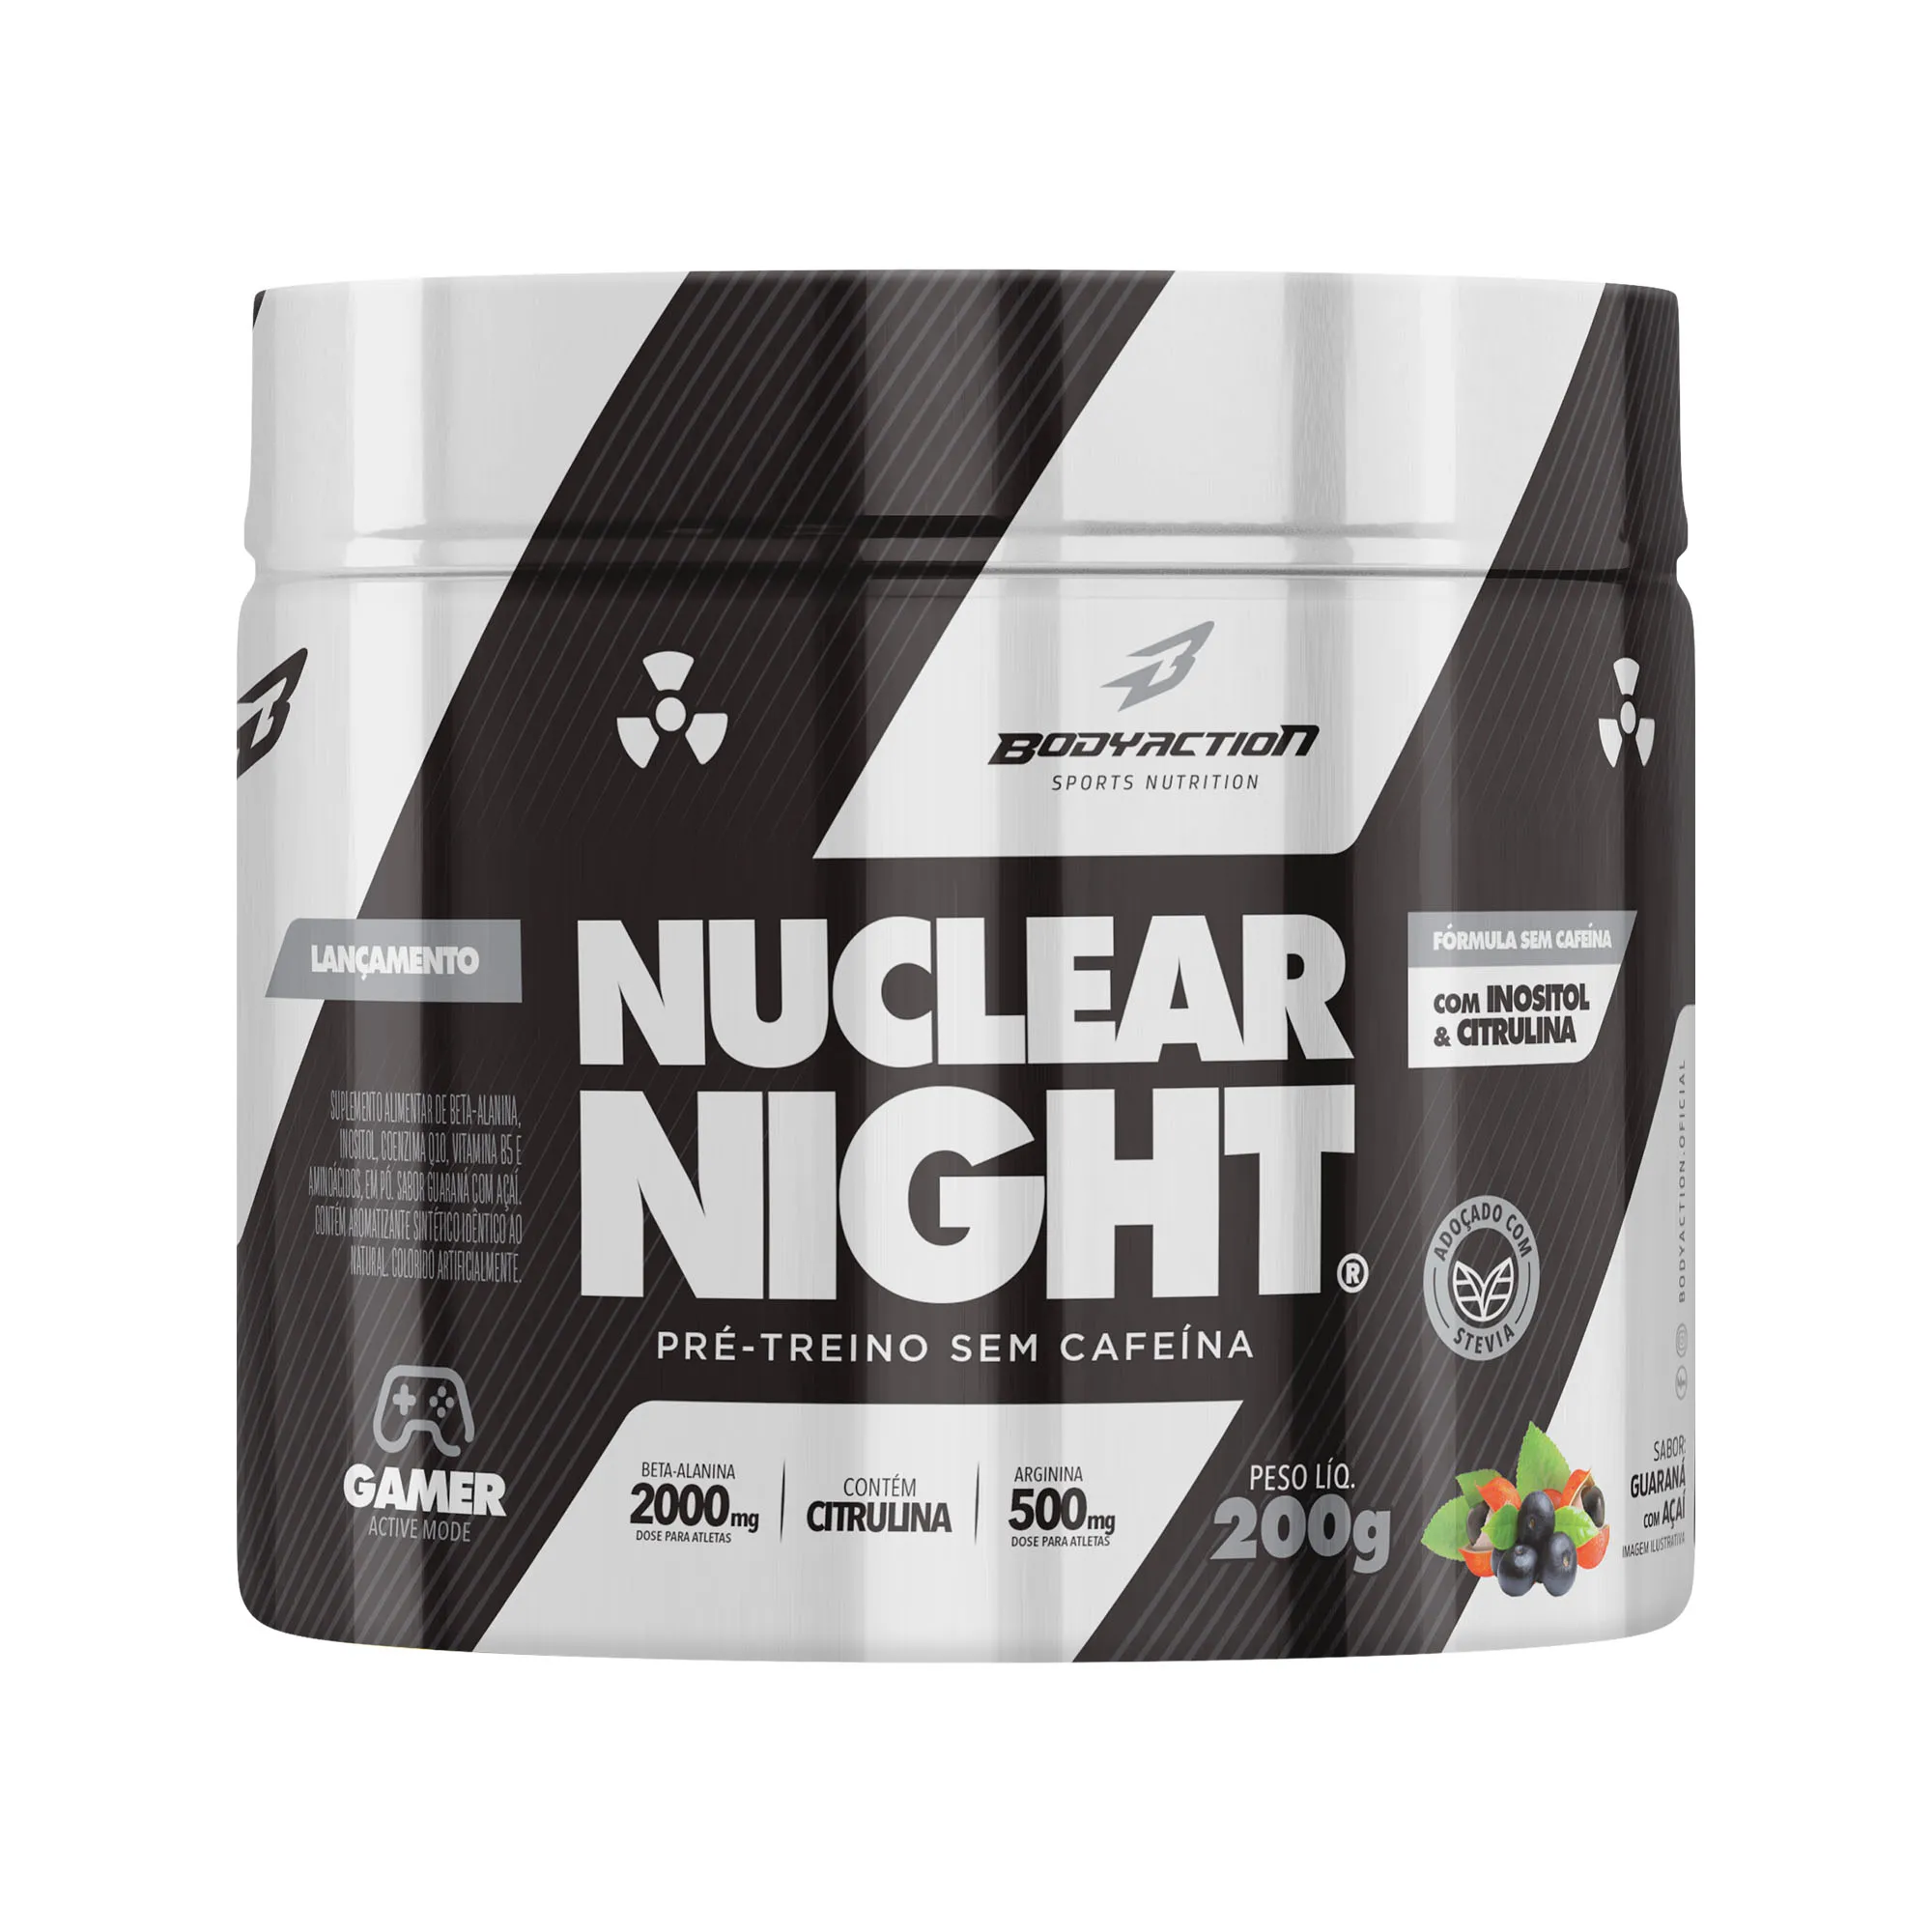 BODYACTION
SPORTS NUTRITION
LANÇAMENTO
NUCLEAR
NIGHT®
PRÉ-TREINO SEM CAFEÍNA
FÓRMULA SEM CAFEÍNA
COM INOSITOL
& CITRULINA
SUPLEMENTO ALIMENTAR DE BETA-ALANINA,
INOSITOL, COENZIMA Q10, VITAMINA B5 E
AMINOÁCIDOS, EM PÓ. SABOR GUARANÁ COM AÇAÍ.
CONTÉM AROMATIZANTE SINTÉTICO IDÊNTICO AO
NATURAL. COLORIDO ARTIFICIALMENTE.
ADOÇADO COM
STEVIA
BODYACTION.OFICIAL
GAMER
ACTIVE MODE
BETA-ALANINA
2000mg
DOSE PARA ATLETAS
CONTÉM
CITRULINA
ARGININA
500mg
DOSE PARA ATLETAS
PESO LÍQ.
200g
SABOR:
GUARANÁ
COM AÇAÍ
IMAGEM ILUSTRATIVA